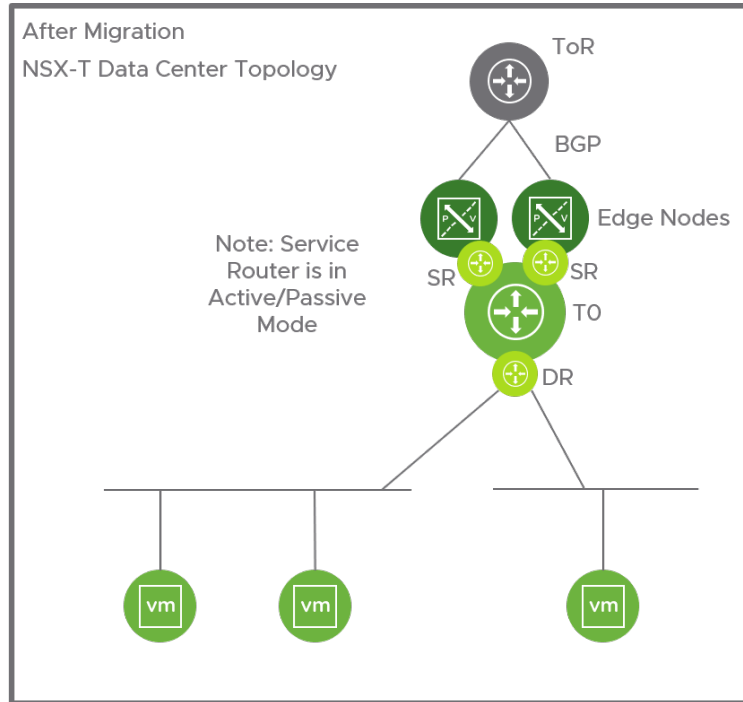 After Migration
NSX-T Data Center Topology
ToR
BGP
P V
P V
Edge Nodes
Note: Service
Router is in
Active/Passive
Mode
SR
SR
T0
DR
vm
vm
vm